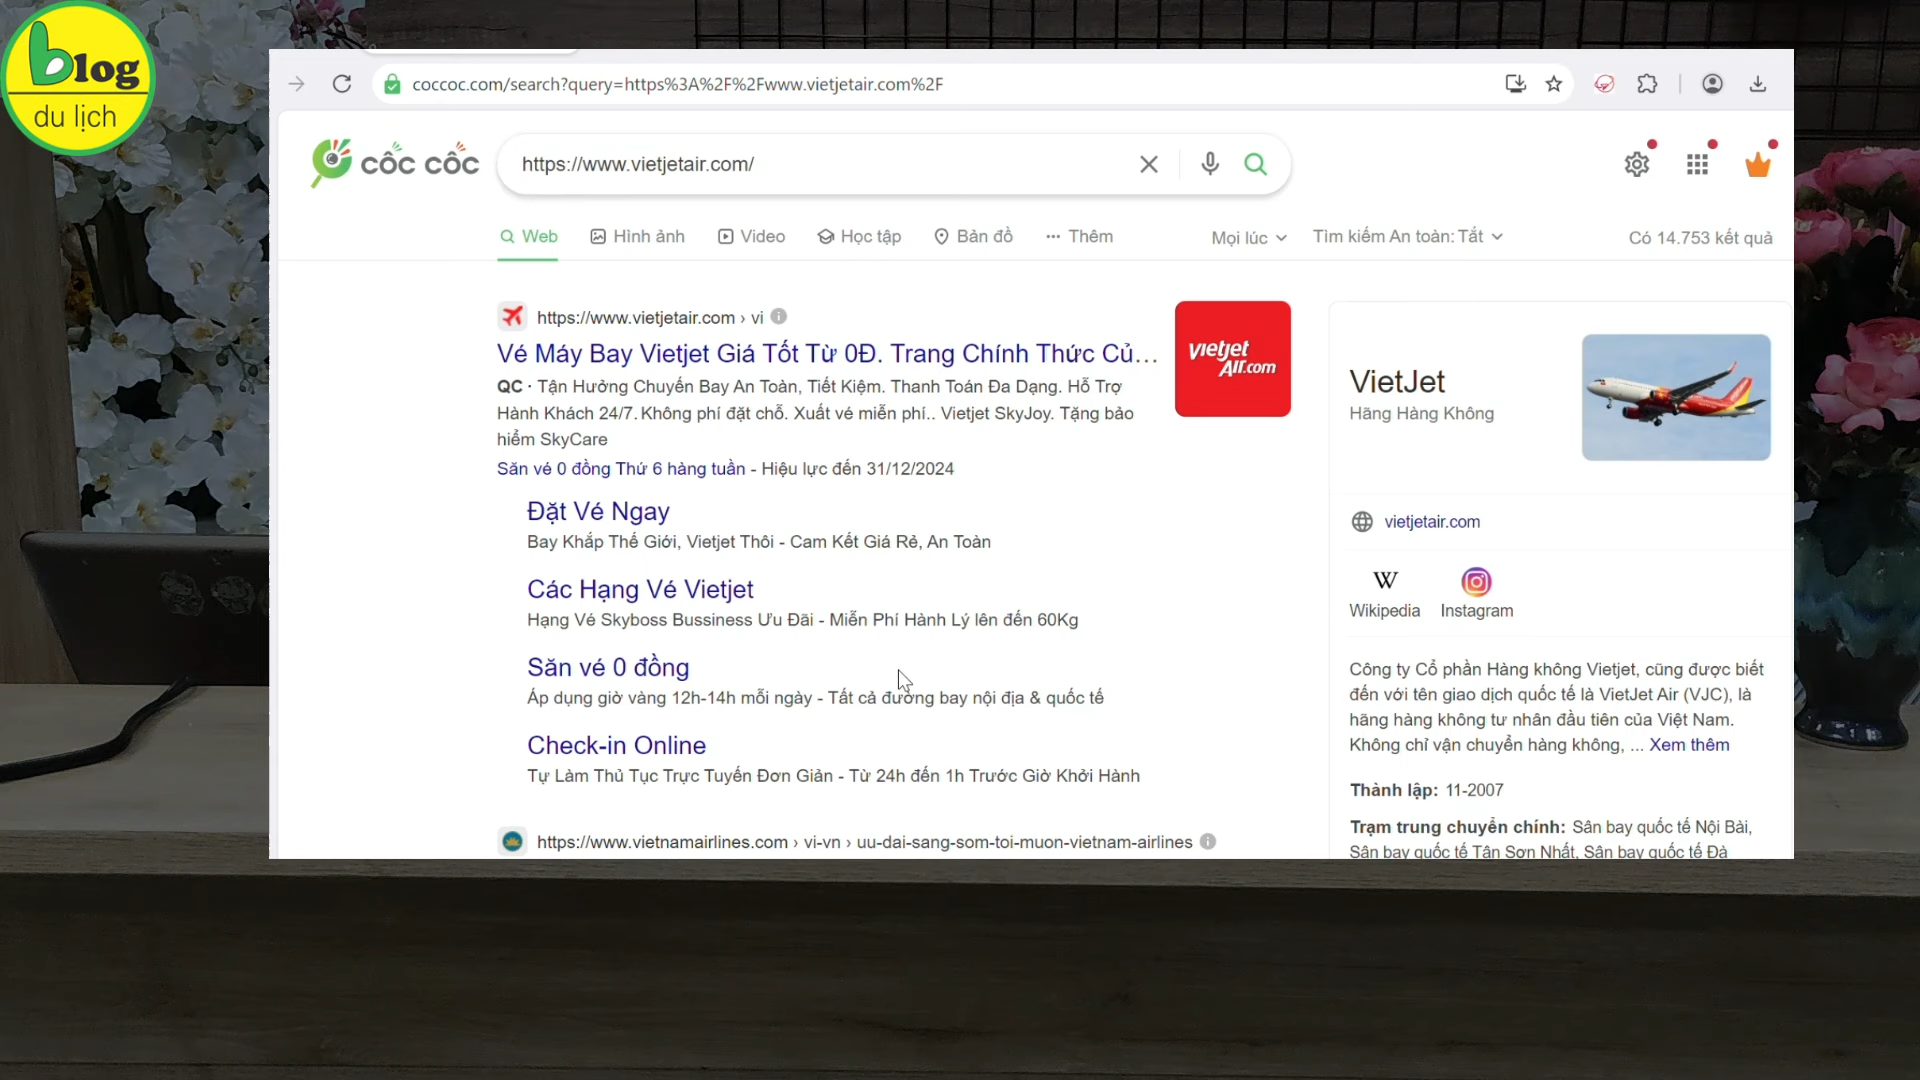 blog
du lịch
coccoc.com/search?query=https%3A%2F%2Fwww.vietjetair.com%2F
cốc cốc
https://www.vietjetair.com/
Web
Hình ảnh
Video
Học tập
Bản đồ
Thêm
Mọi lúc
Tìm kiếm An toàn: Tắt
Có 14.753 kết quả
https://www.vietjetair.com › vi
Vé Máy Bay Vietjet Giá Tốt Từ 0Đ. Trang Chính Thức Củ...
QC · Tận Hưởng Chuyến Bay An Toàn, Tiết Kiệm. Thanh Toán Đa Dạng. Hỗ Trợ
Hành Khách 24/7. Không phí đặt chỗ. Xuất vé miễn phí.. Vietjet SkyJoy. Tặng bảo
hiểm SkyCare
Săn vé 0 đồng Thứ 6 hàng tuần - Hiệu lực đến 31/12/2024
Đặt Vé Ngay
Bay Khắp Thế Giới, Vietjet Thôi - Cam Kết Giá Rẻ, An Toàn
Các Hạng Vé Vietjet
Hạng Vé Skyboss Bussiness Ưu Đãi - Miễn Phí Hành Lý lên đến 60Kg
Săn vé 0 đồng
Áp dụng giờ vàng 12h-14h mỗi ngày - Tất cả đường bay nội địa & quốc tế
Check-in Online
Tự Làm Thủ Tục Trực Tuyến Đơn Giản - Từ 24h đến 1h Trước Giờ Khởi Hành
https://www.vietnamairlines.com › vi-vn › uu-dai-sang-som-toi-muon-vietnam-airlines
vietjet
Air.com
VietJet
Hãng Hàng Không
vietjetair.com
W
Wikipedia
Instagram
Công ty Cổ phần Hàng không Vietjet, cũng được biết
đến với tên giao dịch quốc tế là VietJet Air (VJC), là
hãng hàng không tư nhân đầu tiên của Việt Nam.
Không chỉ vận chuyển hàng không, ... Xem thêm
Thành lập: 11-2007
Trạm trung chuyển chính: Sân bay quốc tế Nội Bài,
Sân bay quốc tế Tân Sơn Nhất, Sân bay quốc tế Đà